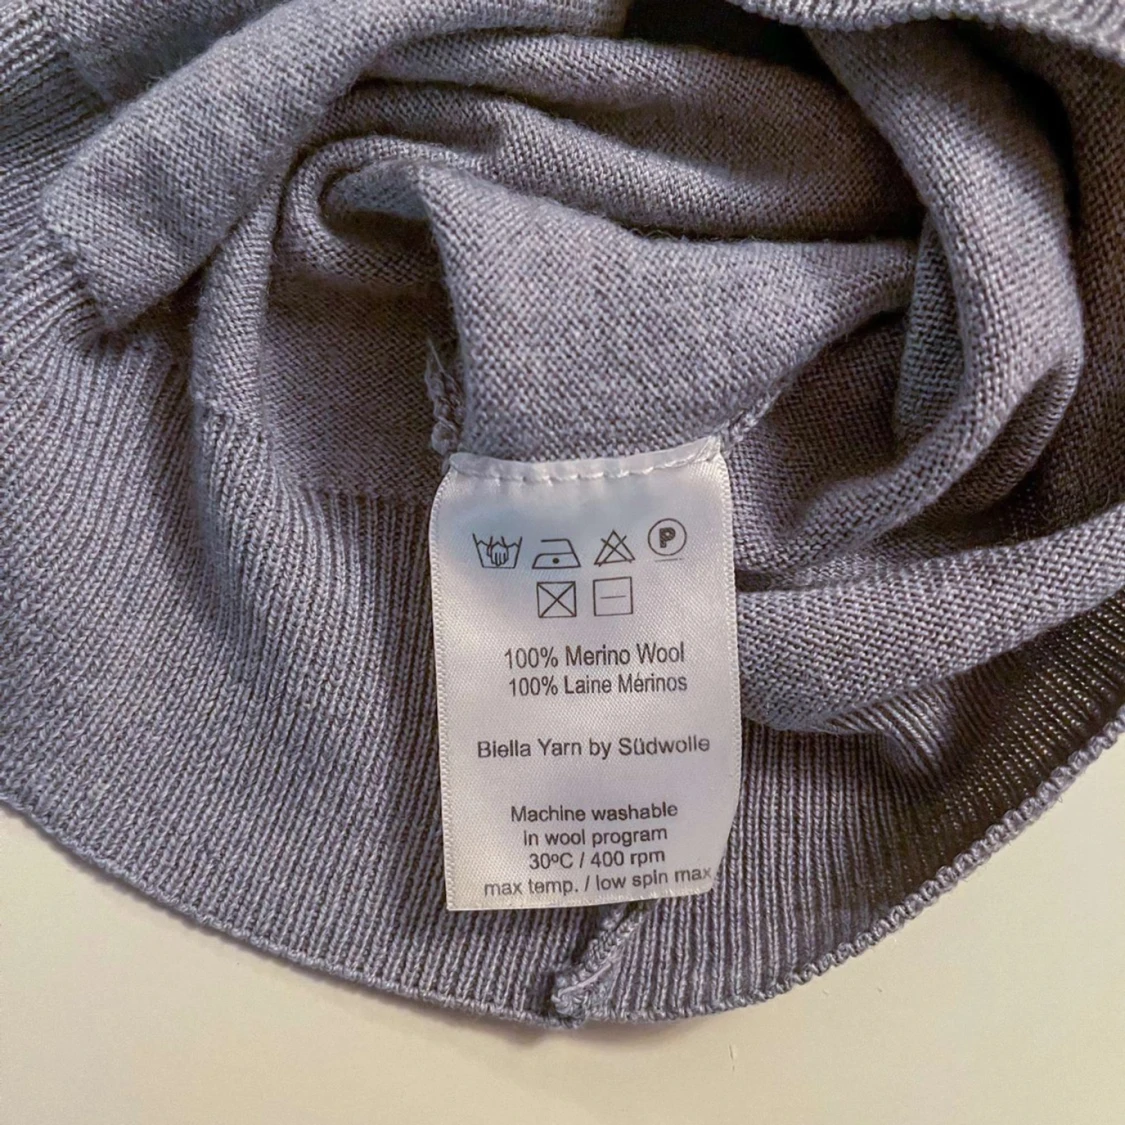 P
100% Merino Wool
100% Laine Mérinos
Biella Yarn by Südwolle
Machine washable
in wool program
30ºC / 400 rpm
max temp. / low spin max